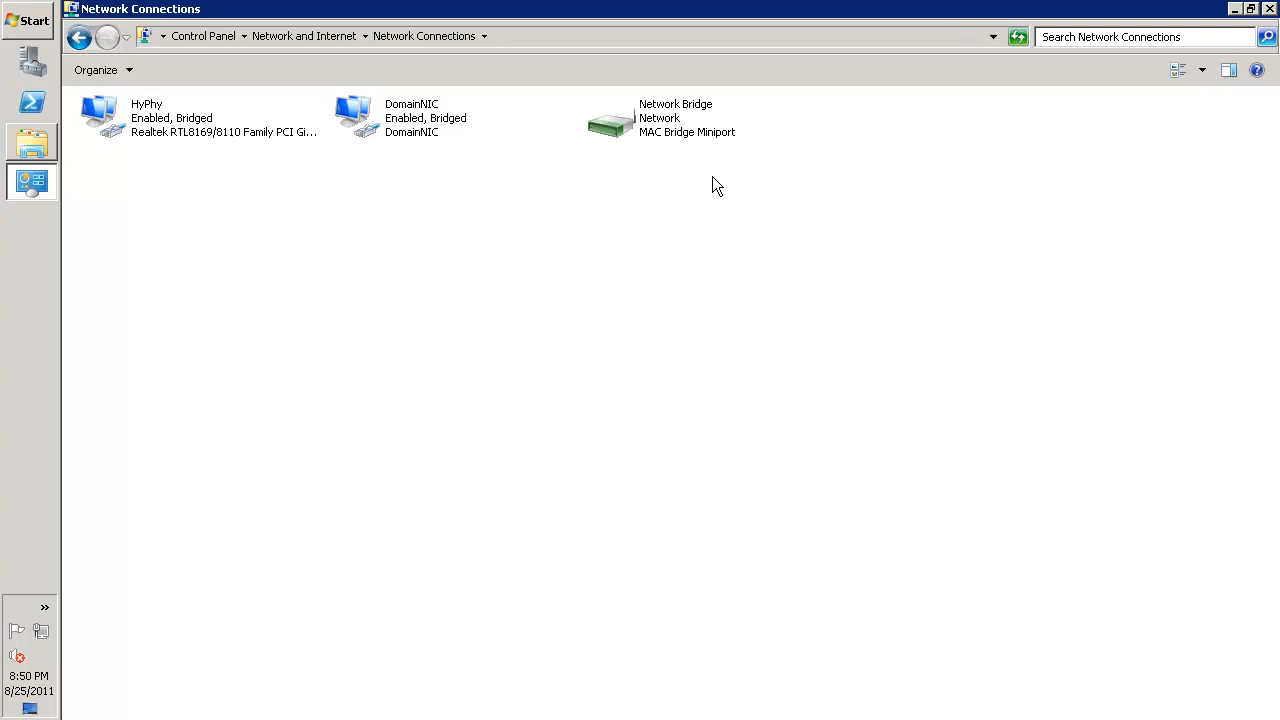 Network Connections
Start
Control Panel Network and Internet Network Connections
Search Network Connections
Organize
HyPhy
Enabled, Bridged
Realtek RTL8169/8110 Family PCI Gi...
DomainNIC
Enabled, Bridged
DomainNIC
Network Bridge
Network
MAC Bridge Miniport
8:50 PM
8/25/2011